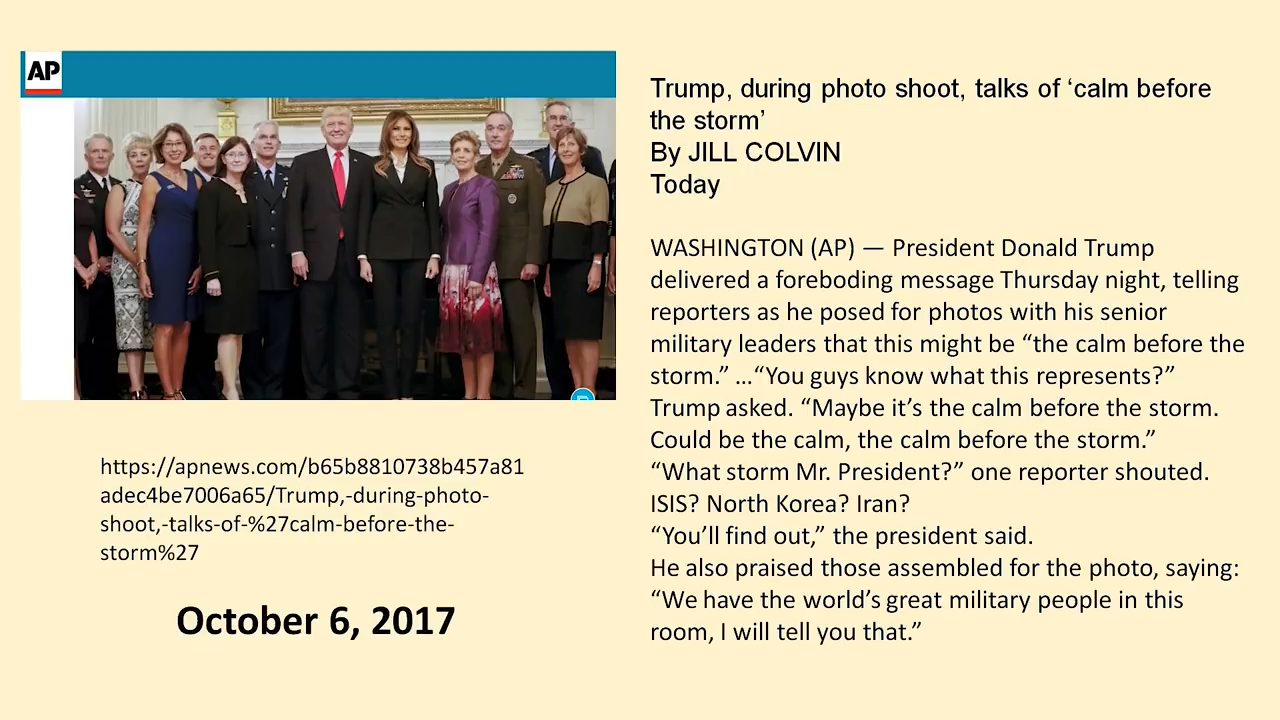 AP
Trump, during photo shoot, talks of ‘calm before
the storm’
By JILL COLVIN
Today
WASHINGTON (AP) — President Donald Trump
delivered a foreboding message Thursday night, telling
reporters as he posed for photos with his senior
military leaders that this might be “the calm before the
storm.” …“You guys know what this represents?”
Trump asked. “Maybe it’s the calm before the storm.
Could be the calm, the calm before the storm.”
“What storm Mr. President?” one reporter shouted.
ISIS? North Korea? Iran?
“You’ll find out,” the president said.
He also praised those assembled for the photo, saying:
“We have the world’s great military people in this
room, I will tell you that.”
https://apnews.com/b65b8810738b457a81
adec4be7006a65/Trump,-during-photo-
shoot,-talks-of-%27calm-before-the-
storm%27
October 6, 2017